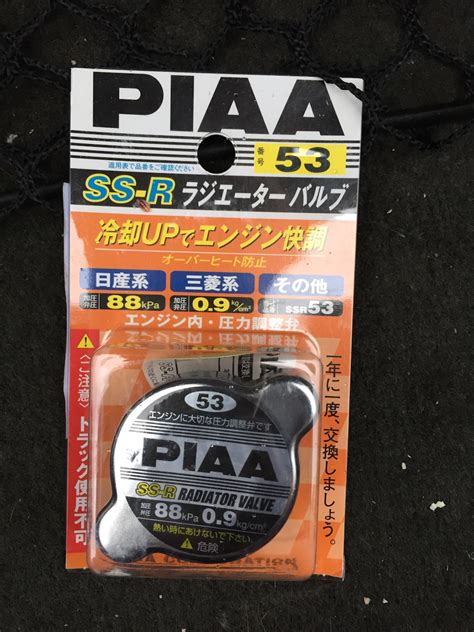 PIAA
適用表で品番をご確認ください
番号 53
SS-R ラジエーター バルブ
冷却UPでエンジン快調
オーバーヒート防止
日産系 三菱系 その他
加圧弁圧 88kPa 加圧弁圧 0.9kg/cm² SSR53
エンジン内・圧力調整弁
〈ご注意〉トラック使用不可
一年に一度、交換しましょう。
53
エンジンに大切な圧力調整弁です
PIAA
SS-R RADIATOR VALVE
加圧弁圧 88kPa 0.9kg/cm²
熱い時にあけないで下さい。
危険